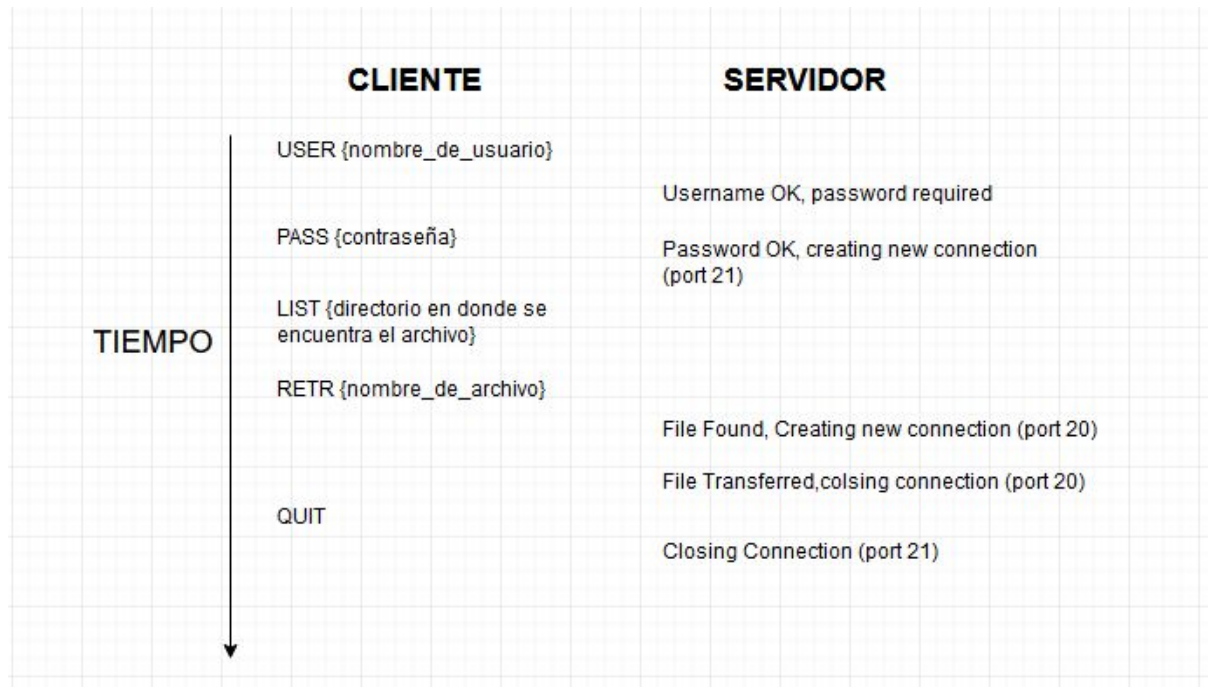 CLIENTE SERVIDOR
USER {nombre_de_usuario}
Username OK, password required
PASS {contraseña}
Password OK, creating new connection
(port 21)
LIST {directorio en donde se
encuentra el archivo}
TIEMPO
RETR {nombre_de_archivo}
File Found, Creating new connection (port 20)
File Transferred,colsing connection (port 20)
QUIT
Closing Connection (port 21)